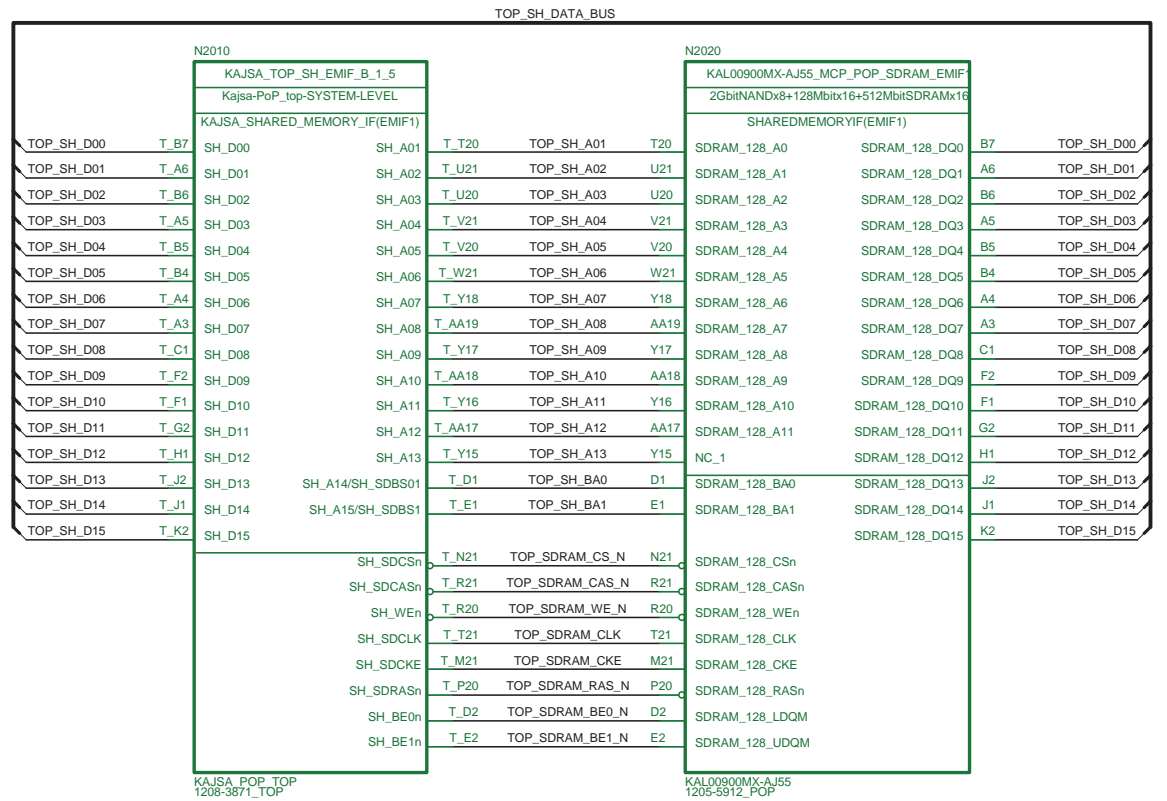 TOP_SH_DATA_BUS
N2010 N2020
KAJSA_TOP_SH_EMIF_B_1_5 KAL00900MX-AJ55_MCP_POP_SDRAM_EMIF1
Kajsa-PoP_top-SYSTEM-LEVEL 2GbitNANDx8+128Mbitx16+512MbitSDRAMx16
KAJSA_SHARED_MEMORY_IF(EMIF1) SHAREDMEMORYIF(EMIF1)
TOP_SH_D00 T_B7 SH_D00 SH_A01 T_T20 TOP_SH_A01 T20 SDRAM_128_A0 SDRAM_128_DQ0 B7 TOP_SH_D00
TOP_SH_D01 T_A6 SH_D01 SH_A02 T_U21 TOP_SH_A02 U21 SDRAM_128_A1 SDRAM_128_DQ1 A6 TOP_SH_D01
TOP_SH_D02 T_B6 SH_D02 SH_A03 T_U20 TOP_SH_A03 U20 SDRAM_128_A2 SDRAM_128_DQ2 B6 TOP_SH_D02
TOP_SH_D03 T_A5 SH_D03 SH_A04 T_V21 TOP_SH_A04 V21 SDRAM_128_A3 SDRAM_128_DQ3 A5 TOP_SH_D03
TOP_SH_D04 T_B5 SH_D04 SH_A05 T_V20 TOP_SH_A05 V20 SDRAM_128_A4 SDRAM_128_DQ4 B5 TOP_SH_D04
TOP_SH_D05 T_B4 SH_D05 SH_A06 T_W21 TOP_SH_A06 W21 SDRAM_128_A5 SDRAM_128_DQ5 B4 TOP_SH_D05
TOP_SH_D06 T_A4 SH_D06 SH_A07 T_Y18 TOP_SH_A07 Y18 SDRAM_128_A6 SDRAM_128_DQ6 A4 TOP_SH_D06
TOP_SH_D07 T_A3 SH_D07 SH_A08 T_AA19 TOP_SH_A08 AA19 SDRAM_128_A7 SDRAM_128_DQ7 A3 TOP_SH_D07
TOP_SH_D08 T_C1 SH_D08 SH_A09 T_Y17 TOP_SH_A09 Y17 SDRAM_128_A8 SDRAM_128_DQ8 C1 TOP_SH_D08
TOP_SH_D09 T_F2 SH_D09 SH_A10 T_AA18 TOP_SH_A10 AA18 SDRAM_128_A9 SDRAM_128_DQ9 F2 TOP_SH_D09
TOP_SH_D10 T_F1 SH_D10 SH_A11 T_Y16 TOP_SH_A11 Y16 SDRAM_128_A10 SDRAM_128_DQ10 F1 TOP_SH_D10
TOP_SH_D11 T_G2 SH_D11 SH_A12 T_AA17 TOP_SH_A12 AA17 SDRAM_128_A11 SDRAM_128_DQ11 G2 TOP_SH_D11
TOP_SH_D12 T_H1 SH_D12 SH_A13 T_Y15 TOP_SH_A13 Y15 NC_1 SDRAM_128_DQ12 H1 TOP_SH_D12
TOP_SH_D13 T_J2 SH_D13 SH_A14/SH_SDBS01 T_D1 TOP_SH_BA0 D1 SDRAM_128_BA0 SDRAM_128_DQ13 J2 TOP_SH_D13
TOP_SH_D14 T_J1 SH_D14 SH_A15/SH_SDBS1 T_E1 TOP_SH_BA1 E1 SDRAM_128_BA1 SDRAM_128_DQ14 J1 TOP_SH_D14
TOP_SH_D15 T_K2 SH_D15 SDRAM_128_DQ15 K2 TOP_SH_D15
SH_SDCSn T_N21 TOP_SDRAM_CS_N N21 SDRAM_128_CSn
SH_SDCASn T_R21 TOP_SDRAM_CAS_N R21 SDRAM_128_CASn
SH_WEn T_R20 TOP_SDRAM_WE_N R20 SDRAM_128_WEn
SH_SDCLK T_T21 TOP_SDRAM_CLK T21 SDRAM_128_CLK
SH_SDCKE T_M21 TOP_SDRAM_CKE M21 SDRAM_128_CKE
SH_SDRASn T_P20 TOP_SDRAM_RAS_N P20 SDRAM_128_RASn
SH_BE0n T_D2 TOP_SDRAM_BE0_N D2 SDRAM_128_LDQM
SH_BE1n T_E2 TOP_SDRAM_BE1_N E2 SDRAM_128_UDQM
KAJSA_POP_TOP KAL00900MX-AJ55
1208-3871_TOP 1205-5912_POP